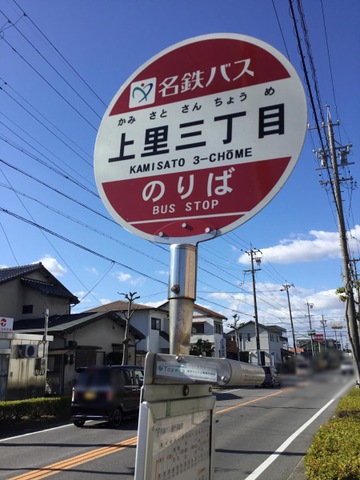 名鉄バス
かみ さと さん ちょう め
上里三丁目
KAMISATO 3-CHŌME
のりば
BUS STOP